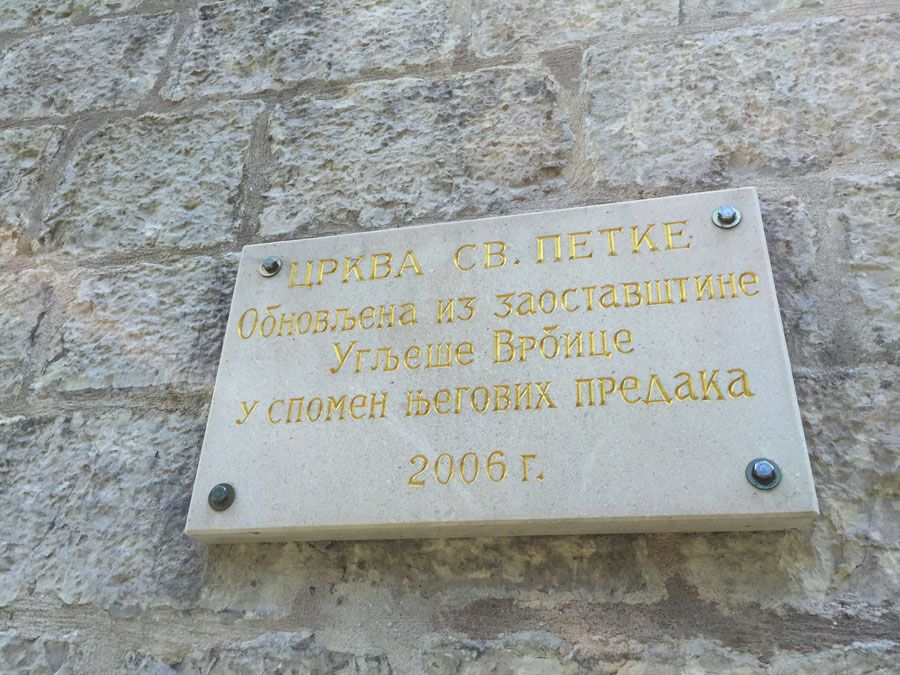 ЦРКВА СВ. ПЕТКЕ
Обновљена из заоставштине
Угљеше Врбице
у спомен његових предака
2006 г.